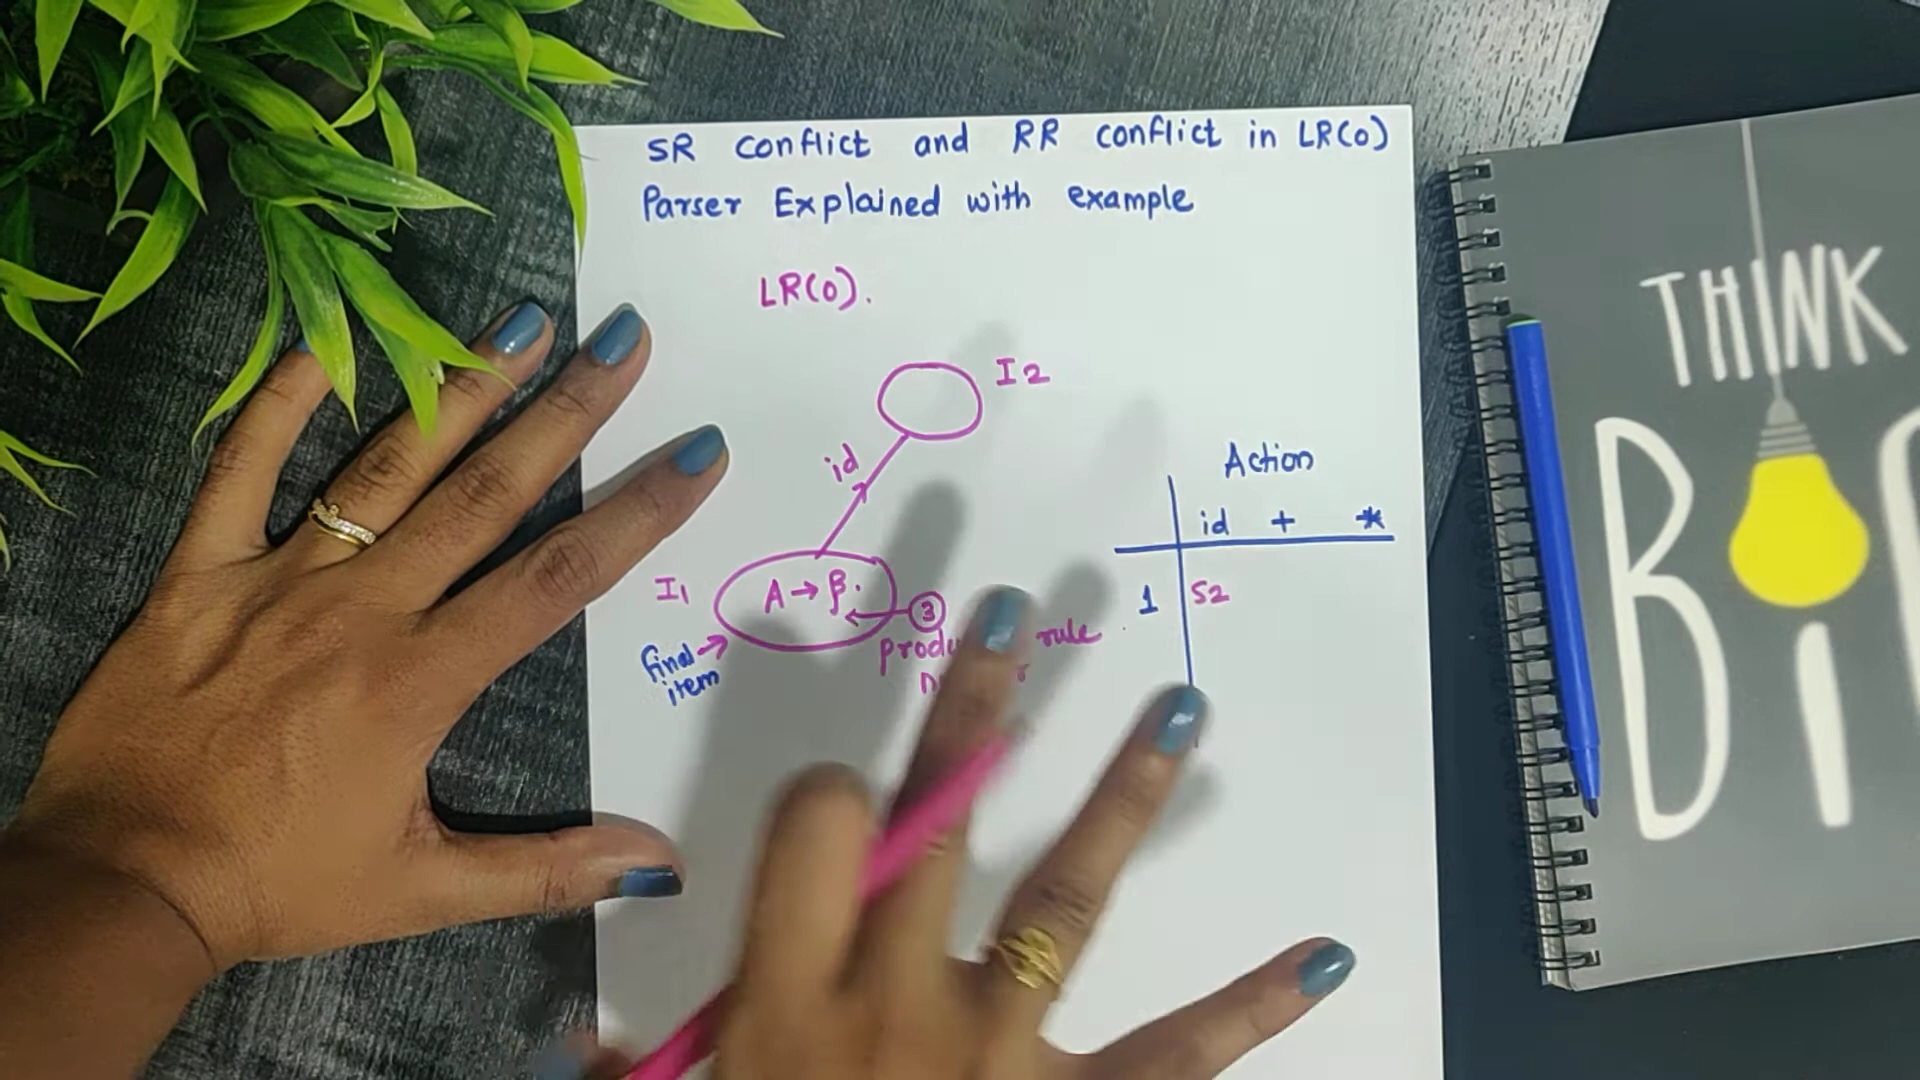 SR conflict and RR conflict in LR(0)
Parser Explained with example
LR(0).
I2
id
Action
id + *
I1 A→β. 3
1 S2
rule
final
item
THINK